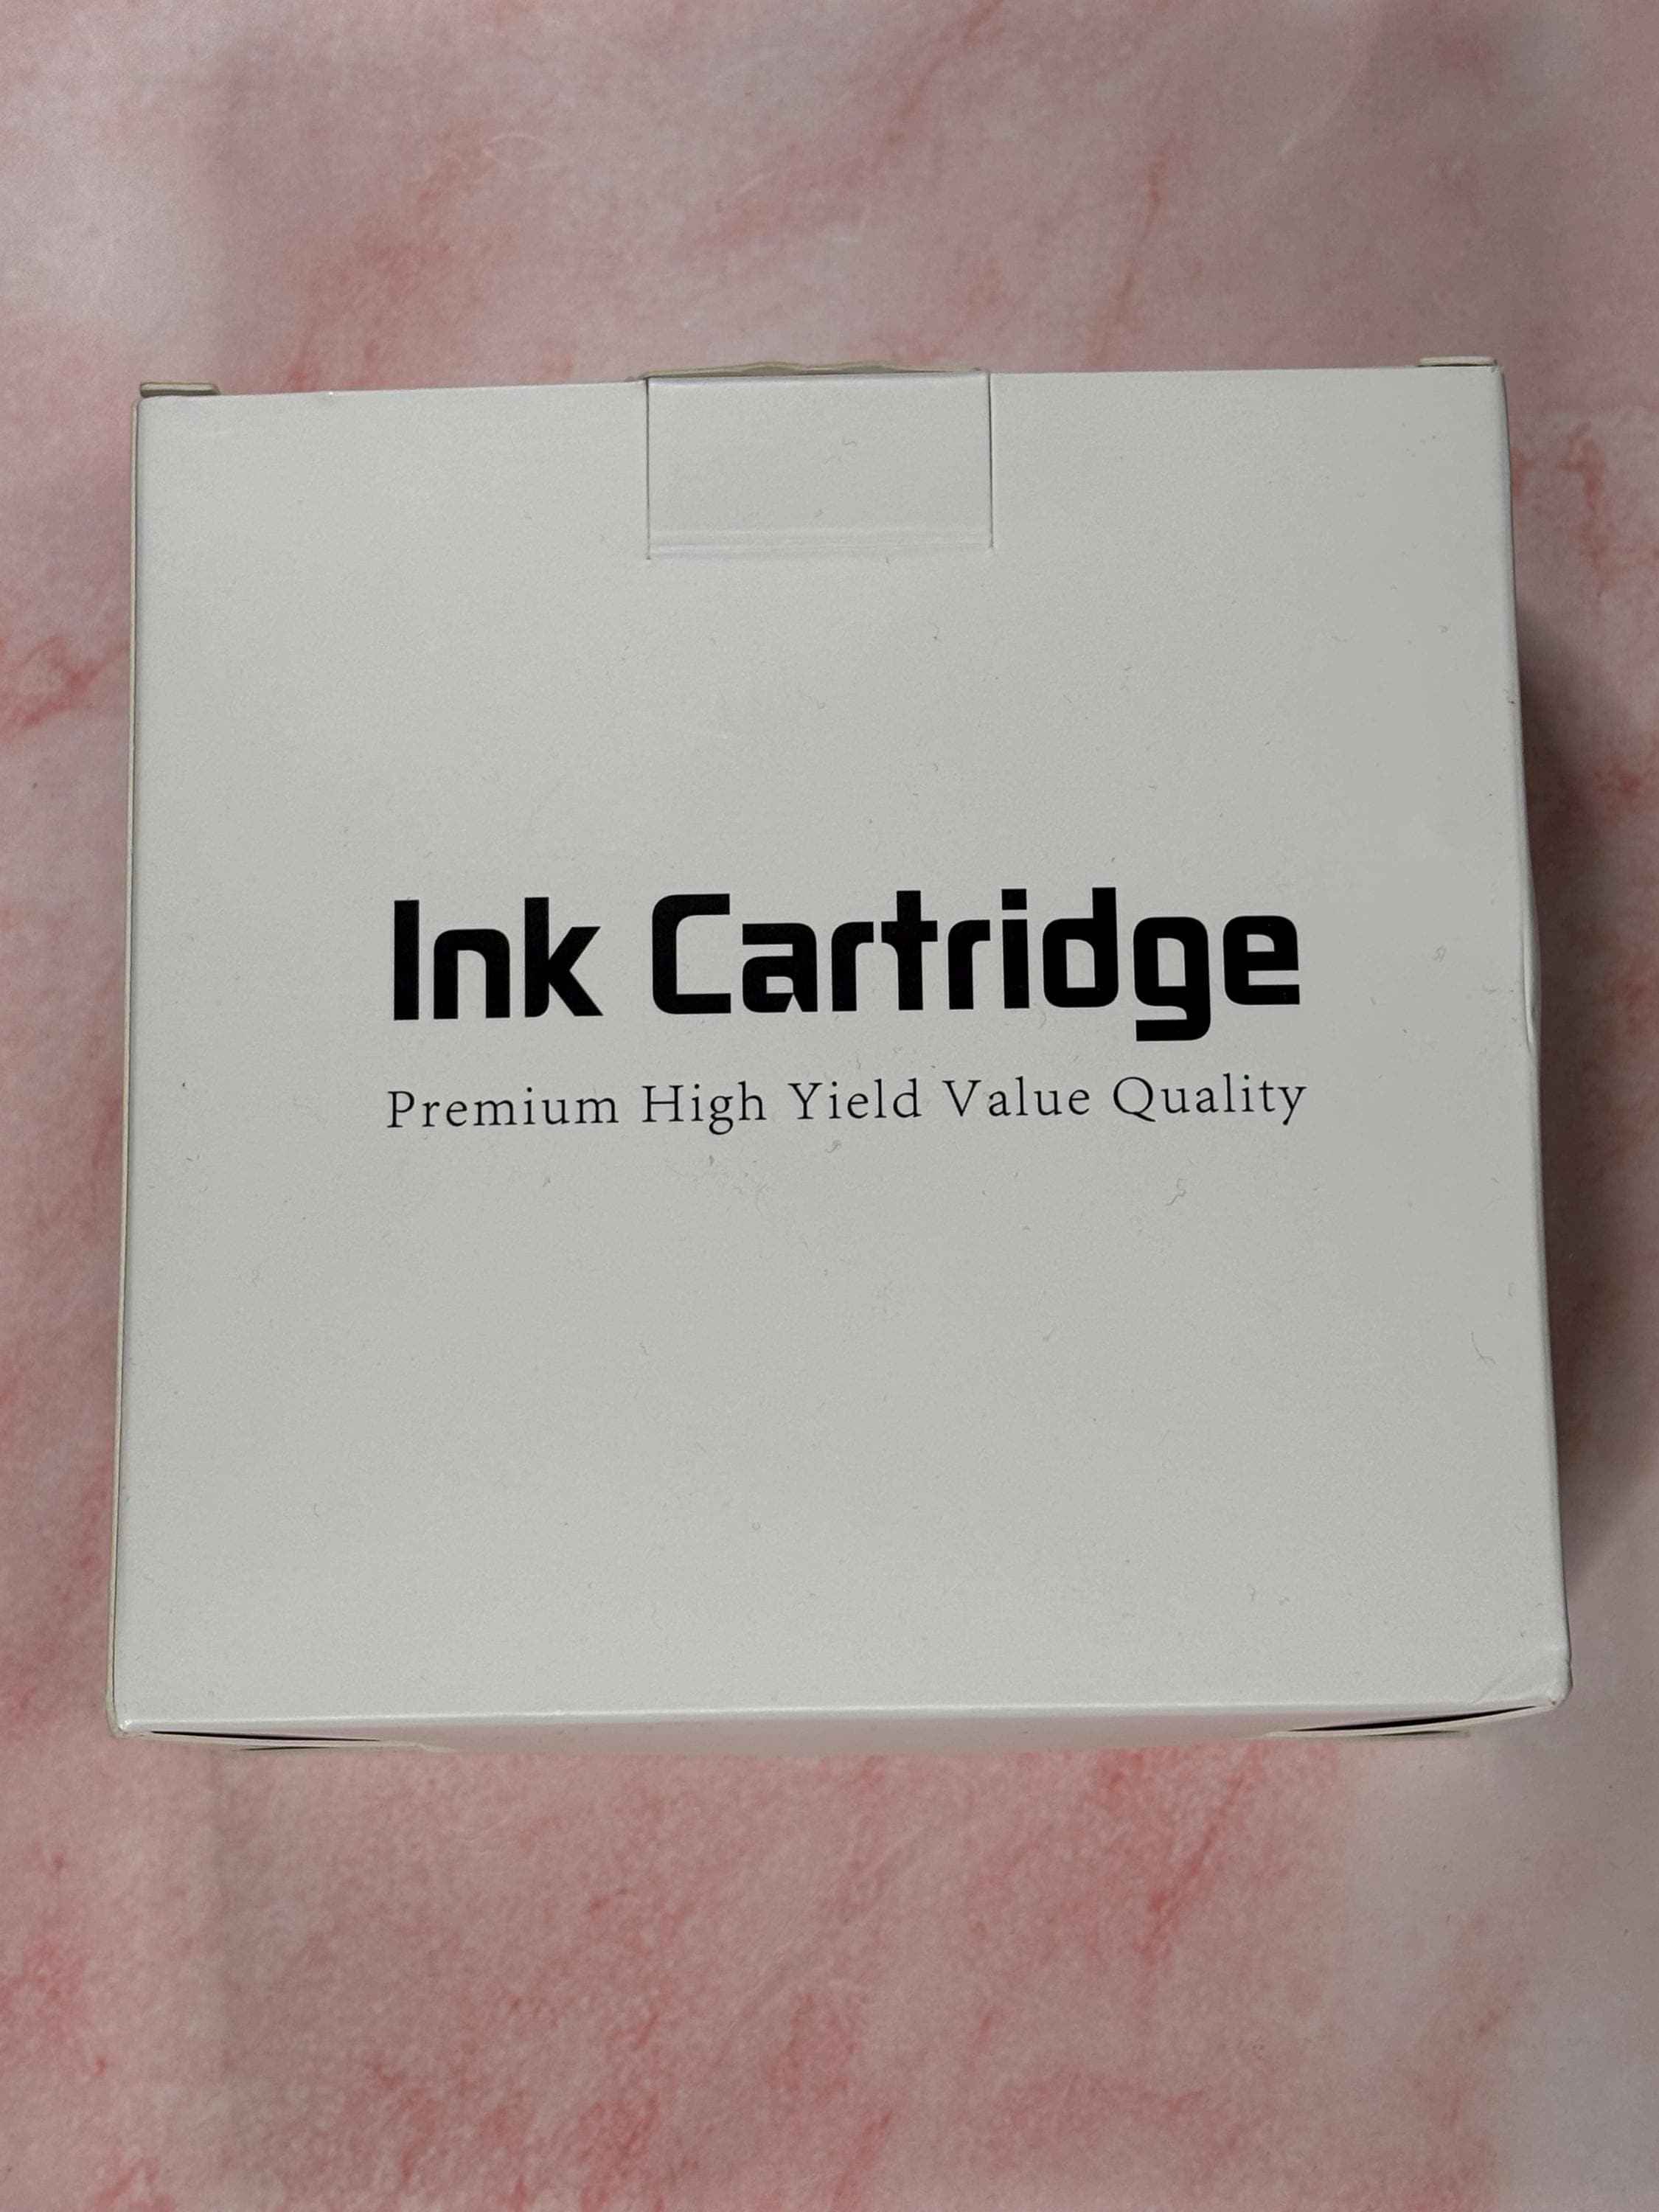 Ink Cartridge
Premium High Yield Value Quality